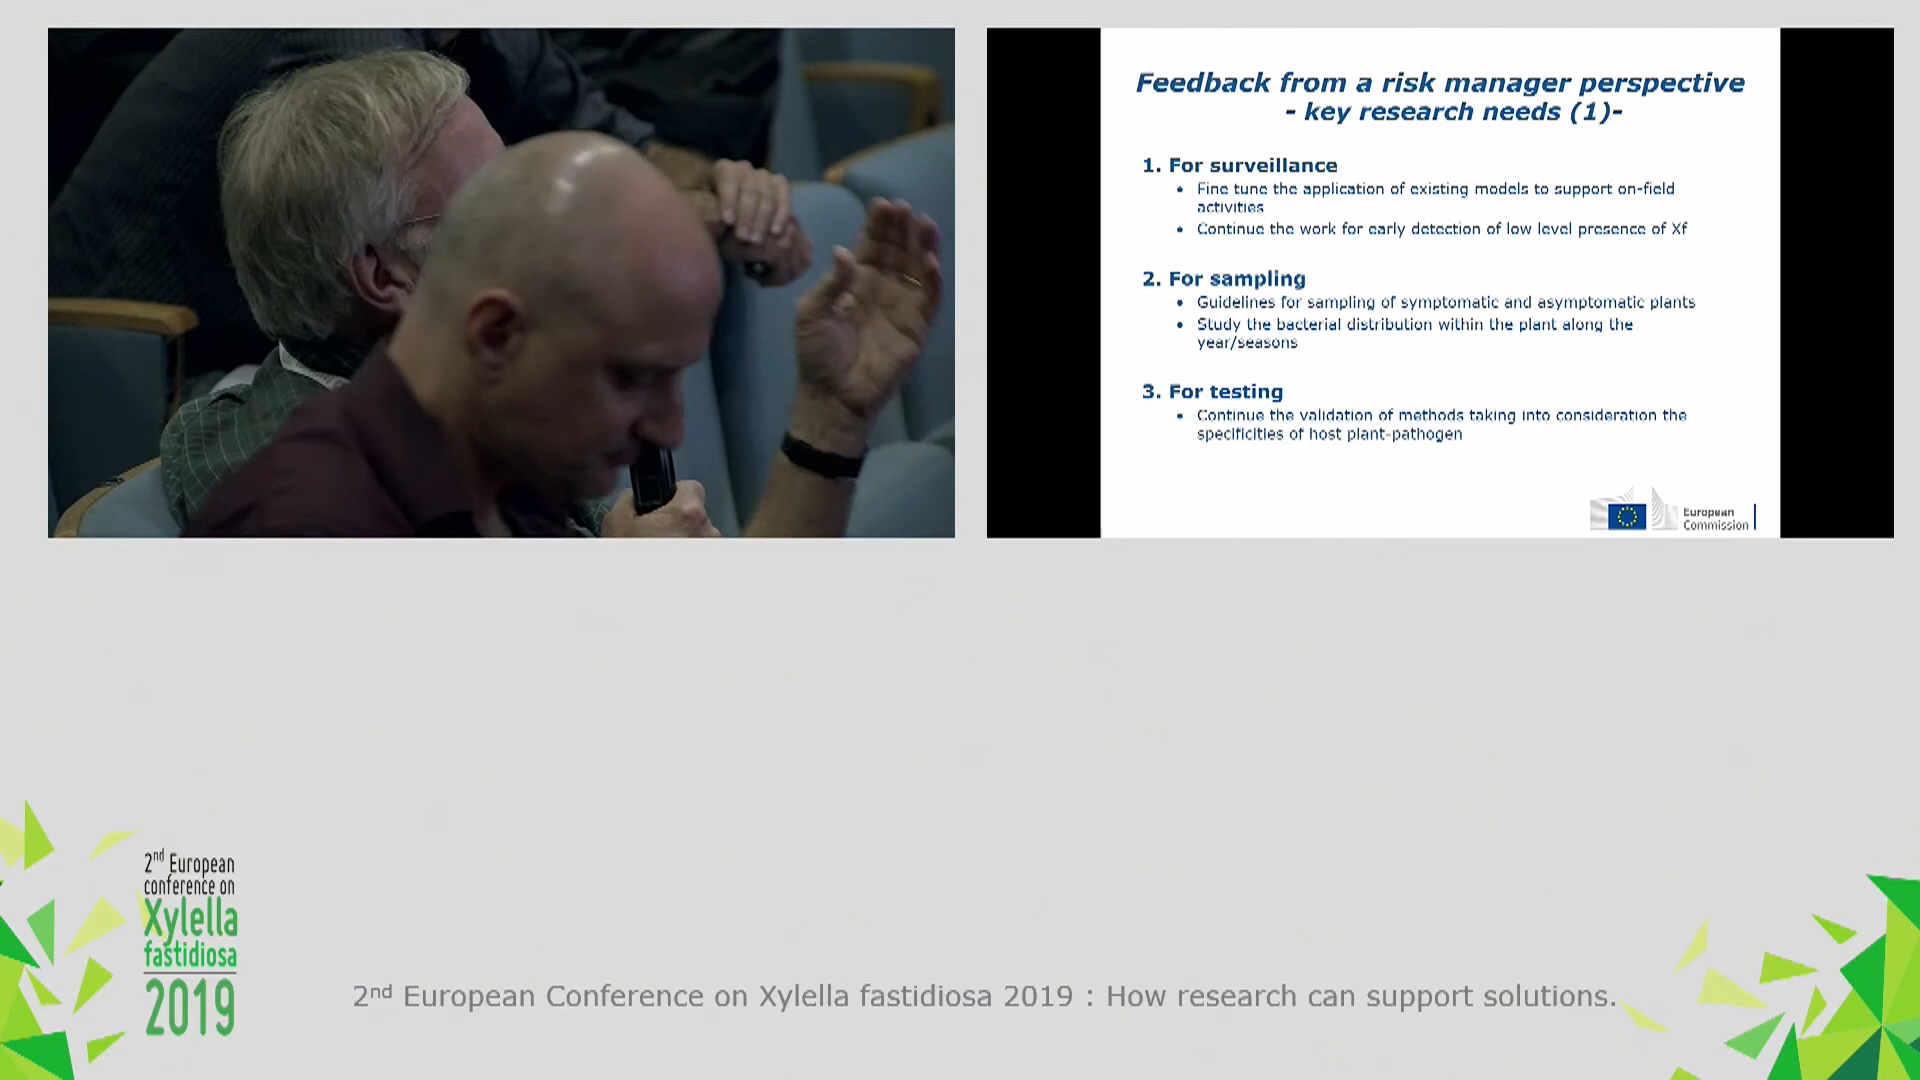 Feedback from a risk manager perspective
- key research needs (1)-
1. For surveillance
• Fine tune the application of existing models to support on-field
activities
• Continue the work for early detection of low level presence of Xf
2. For sampling
• Guidelines for sampling of symptomatic and asymptomatic plants
• Study the bacterial distribution within the plant along the
year/seasons
3. For testing
• Continue the validation of methods taking into consideration the
specificities of host plant-pathogen
European
Commission
2nd European
conference on
Xylella
fastidiosa
2019
2nd European Conference on Xylella fastidiosa 2019 : How research can support solutions.